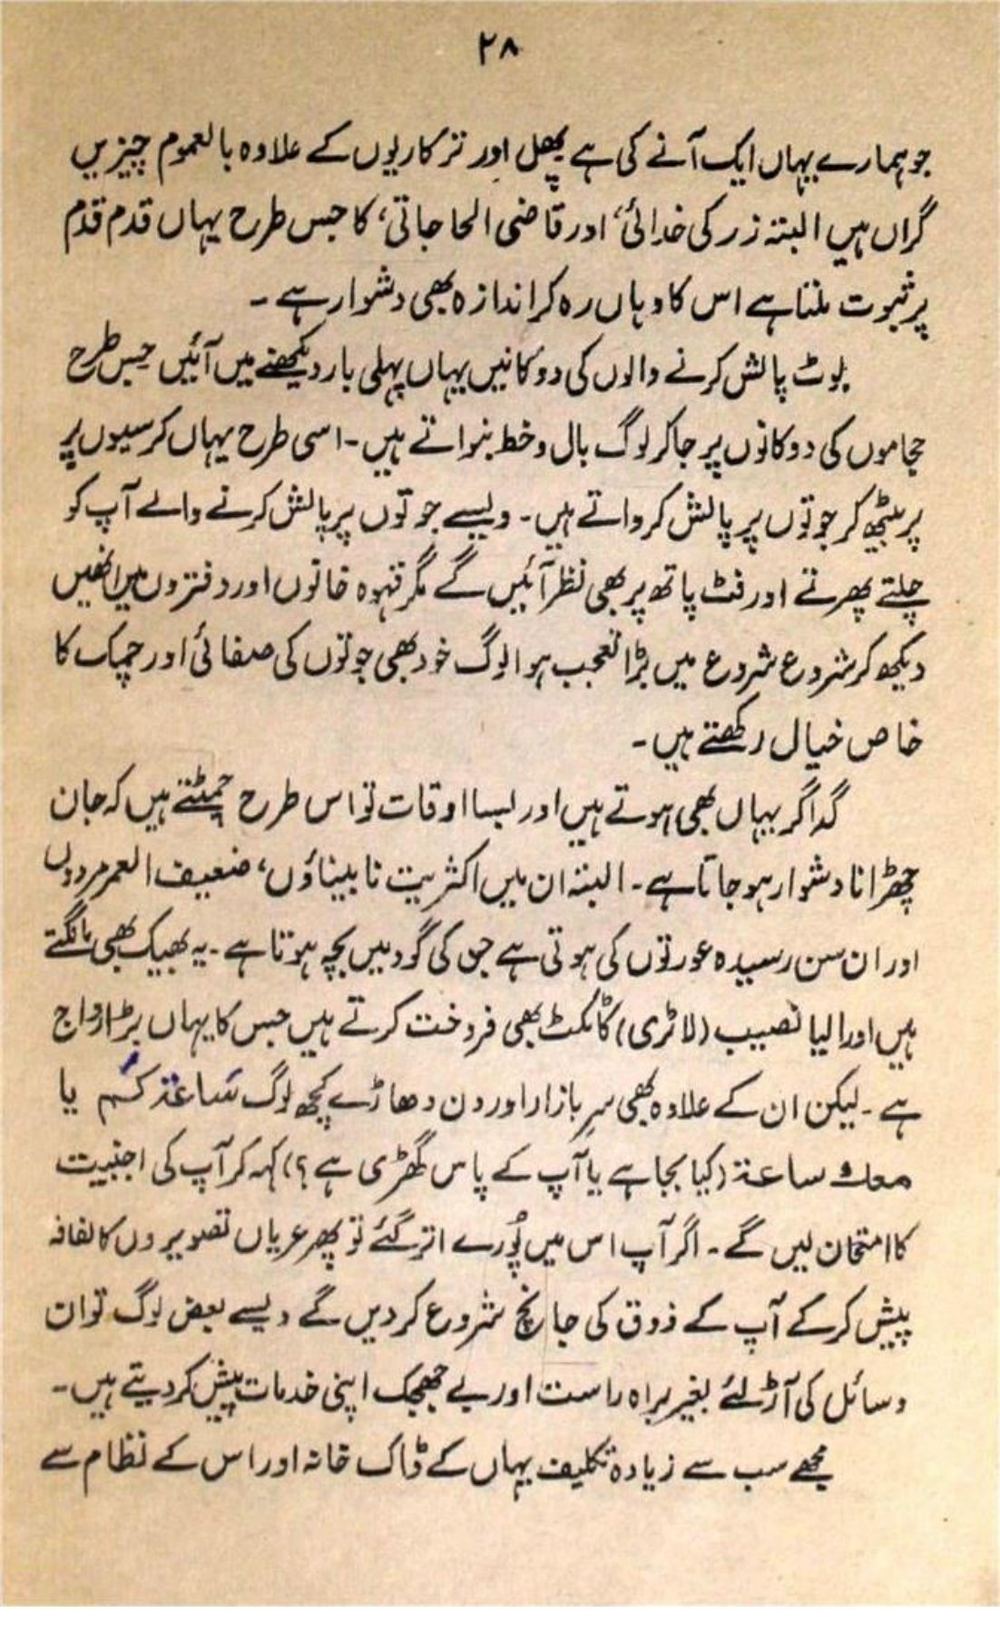 ۲۸
جو ہمارے یہاں ایک آنے کی ہے پھل اور ترکاریوں کے علاوہ بالعموم چیزیں
گراں ہیں البتہ زر کی خدائی، اور قاضی الحاجاتی، کا جس طرح یہاں قدم قدم
پر ثبوت ملتا ہے اس کا وہاں رہ کر اندازہ بھی دشوار ہے ۔
بوٹ پالش کرنے والوں کی دوکانیں یہاں پہلی بار دیکھنے میں آئیں جس طرح
حجاموں کی دوکانوں پر جا کر لوگ بال و خط بنواتے ہیں ۔ اسی طرح یہاں کرسیوں پر
پر بیٹھ کر جوتوں پر پالش کرواتے ہیں ۔ ویسے جوتوں پر پالش کرنے والے آپ کو
چلتے پھرتے اور فٹ پاتھ پر بھی نظر آئیں گے مگر قہوہ خانوں اور دفتروں میں انھیں
دیکھ کر شروع شروع میں بڑا تعجب ہوا لوگ خود بھی جوتوں کی صفائی اور چمک کا
خاص خیال رکھتے ہیں ۔
گداگر یہاں بھی ہوتے ہیں اور بسا اوقات تو اس طرح چمٹتے ہیں کہ جان
چھڑانا دشوار ہو جاتا ہے ۔ البتہ ان میں اکثریت نابیناؤں، ضعیف العمر مردوں
اور ان سن رسیدہ عورتوں کی ہوتی ہے جن کی گود میں بچہ ہوتا ہے ۔ یہ بھیک بھی مانگتے
ہیں اور الیا نصیب (لاٹری) کا ٹکٹ بھی فروخت کرتے ہیں جس کا یہاں بڑا رواج
ہے ۔ لیکن ان کے علاوہ بھی سرِ بازار اور دن دھاڑے کچھ لوگ ساعۃ کم یا
معک ساعۃ (کیا بجا ہے یا آپ کے پاس گھڑی ہے ؟) کہہ کر آپ کی اجنبیت
کا امتحان لیں گے ۔ اگر آپ اس میں پُورے اتر گئے تو پھر عریاں تصویروں کا لفافہ
پیش کر کے آپ کے ذوق کی جانچ شروع کر دیں گے ویسے بعض لوگ تو ان
وسائل کی آڑ لئے بغیر براہ راست اور بے جھجک اپنی خدمات پیش کر دیتے ہیں ۔
مجھے سب سے زیادہ تکلیف یہاں کے ڈاک خانہ اور اس کے نظام سے